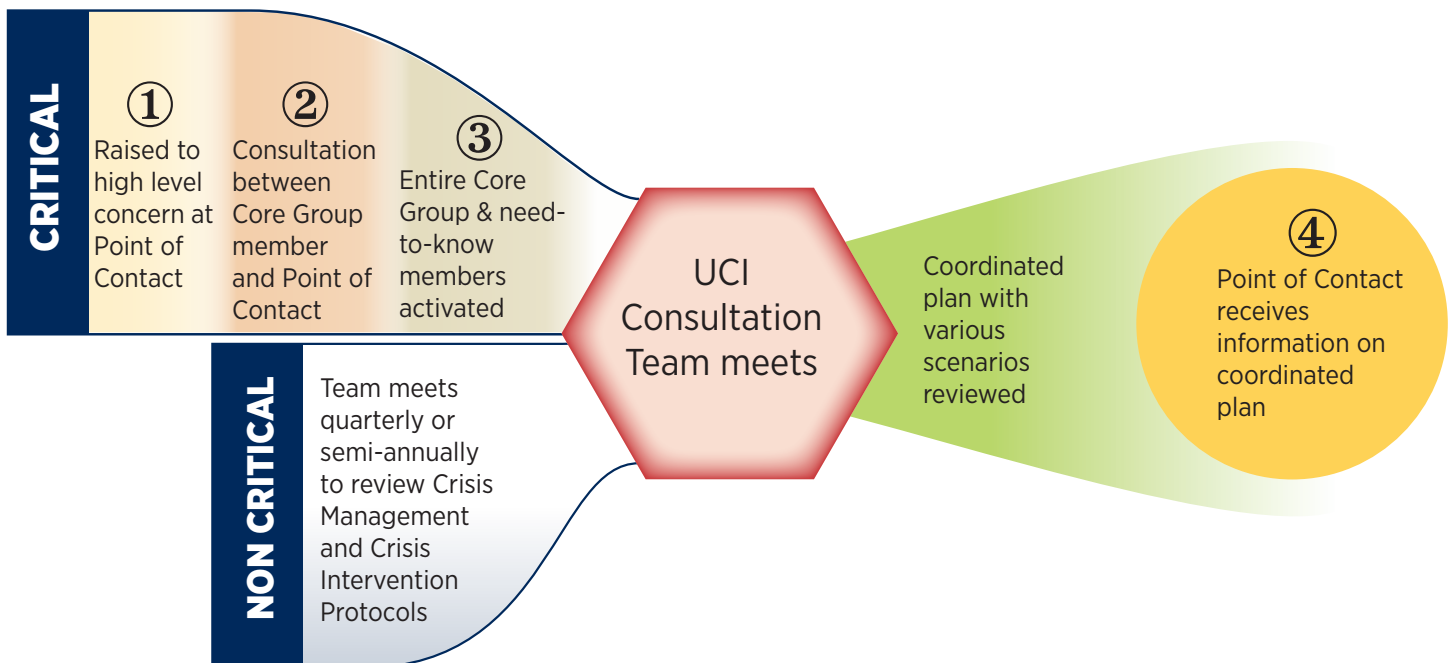 CRITICAL
①
Raised to
high level
concern at
Point of
Contact
②
Consultation
between
Core Group
member
and Point of
Contact
③
Entire Core
Group & need-
to-know
members
activated
NON CRITICAL
Team meets
quarterly or
semi-annually
to review Crisis
Management
and Crisis
Intervention
Protocols
UCI
Consultation
Team meets
Coordinated
plan with
various
scenarios
reviewed
④
Point of Contact
receives
information on
coordinated
plan